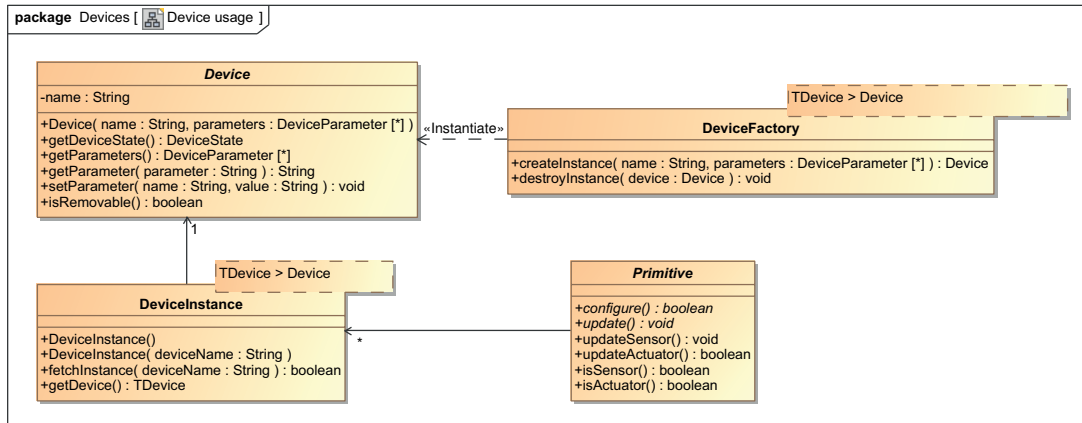 package Devices [ Device usage ]
Device
-name : String
+Device( name : String, parameters : DeviceParameter [*] )
+getDeviceState() : DeviceState
+getParameters() : DeviceParameter [*]
+getParameter( parameter : String ) : String
+setParameter( name : String, value : String ) : void
+isRemovable() : boolean
«Instantiate»
TDevice > Device
DeviceFactory
+createInstance( name : String, parameters : DeviceParameter [*] ) : Device
+destroyInstance( device : Device ) : void
1
TDevice > Device
DeviceInstance
+DeviceInstance()
+DeviceInstance( deviceName : String )
+fetchInstance( deviceName : String ) : boolean
+getDevice() : TDevice
*
Primitive
+configure() : boolean
+update() : void
+updateSensor() : void
+updateActuator() : boolean
+isSensor() : boolean
+isActuator() : boolean